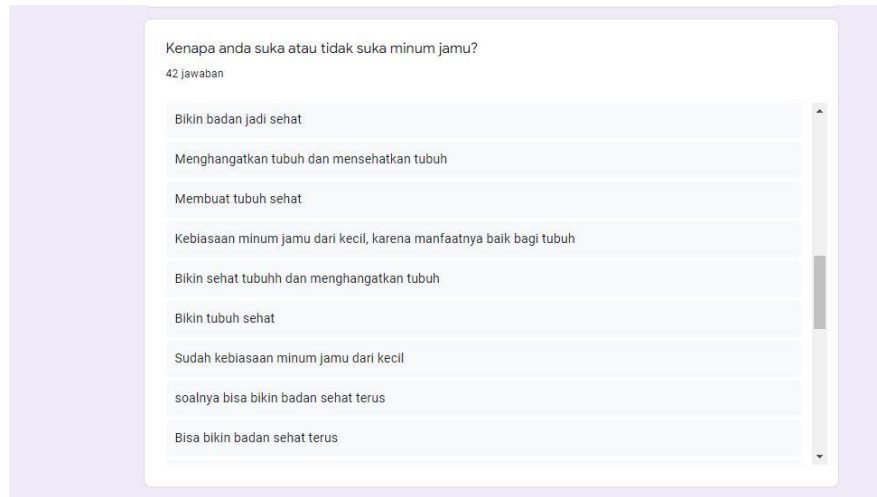 Kenapa anda suka atau tidak suka minum jamu?
42 jawaban
Bikin badan jadi sehat
Menghangatkan tubuh dan mensehatkan tubuh
Membuat tubuh sehat
Kebiasaan minum jamu dari kecil, karena manfaatnya baik bagi tubuh
Bikin sehat tubuhh dan menghangatkan tubuh
Bikin tubuh sehat
Sudah kebiasaan minum jamu dari kecil
soalnya bisa bikin badan sehat terus
Bisa bikin badan sehat terus